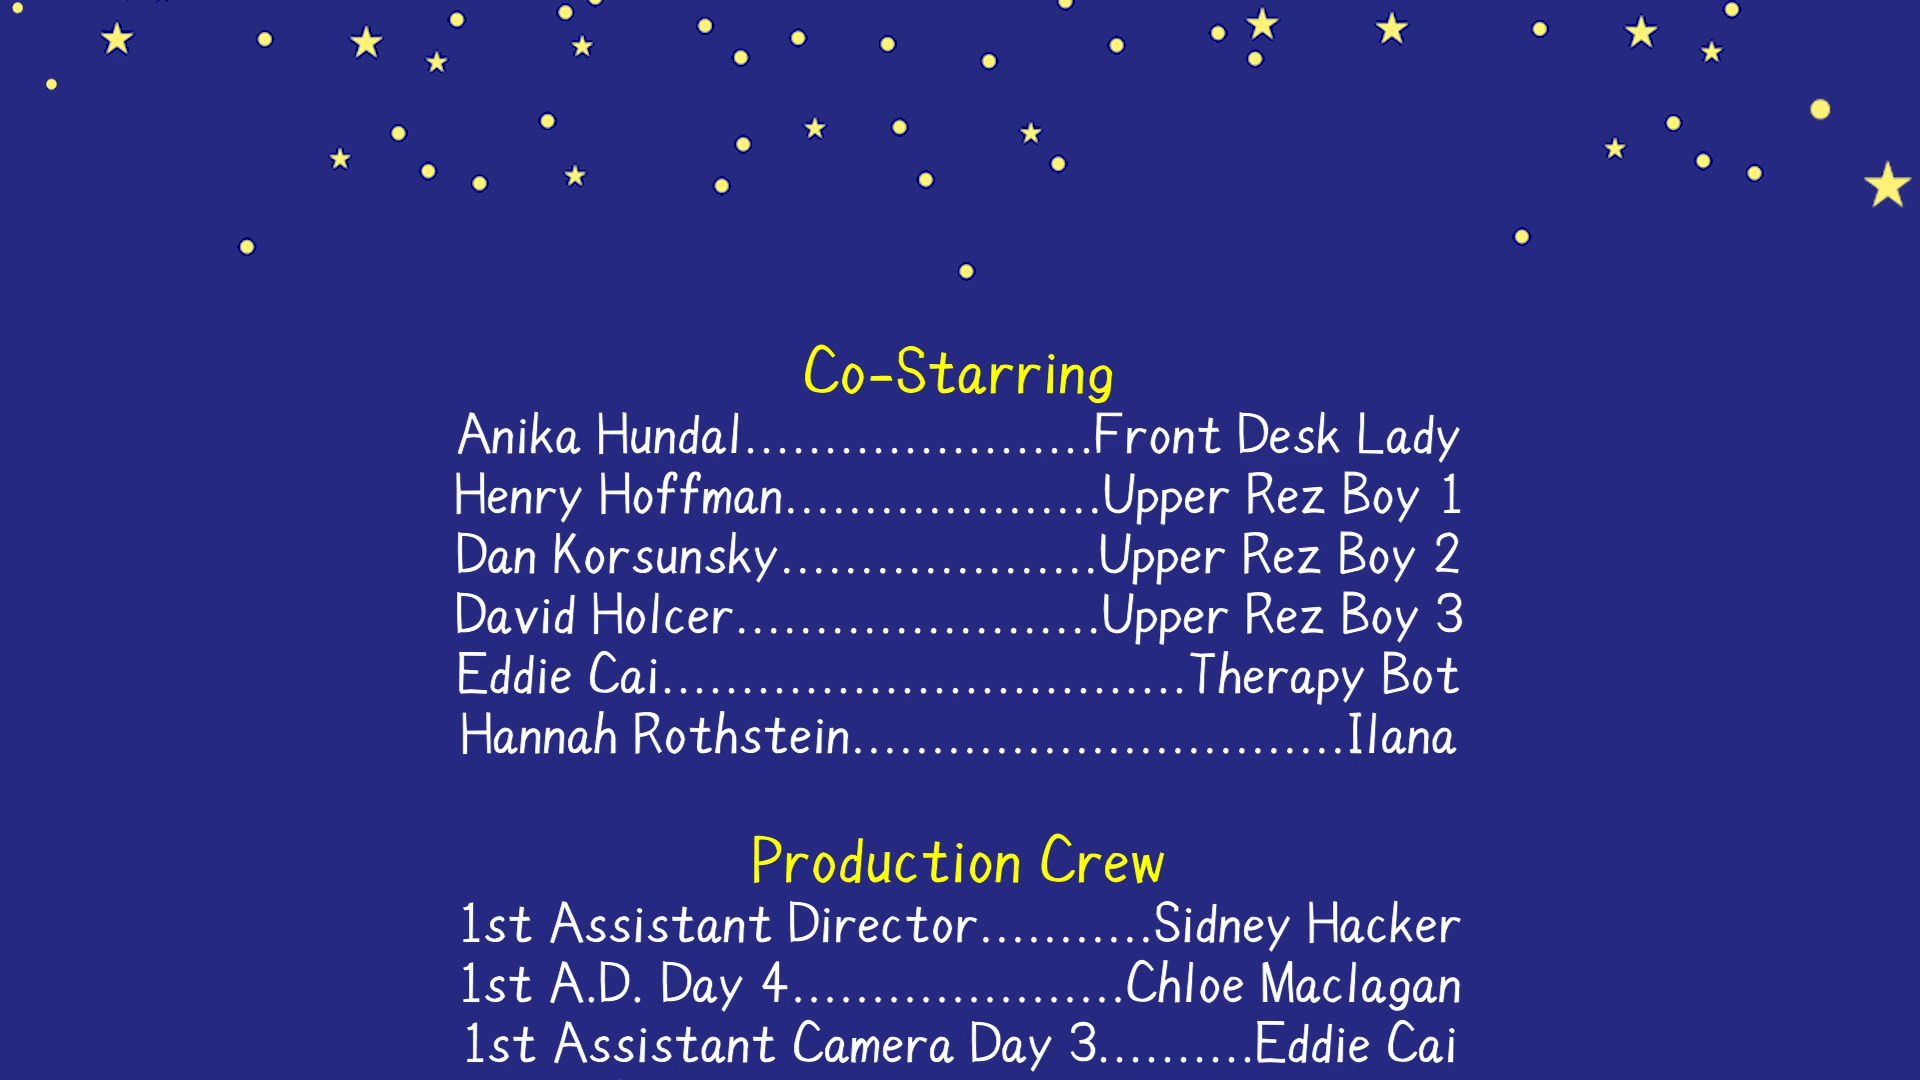 Co-Starring
Anika Hundal......................Front Desk Lady
Henry Hoffman....................Upper Rez Boy 1
Dan Korsunsky....................Upper Rez Boy 2
David Holcer.......................Upper Rez Boy 3
Eddie Cai.................................Therapy Bot
Hannah Rothstein...............................Ilana
Production Crew
1st Assistant Director...........Sidney Hacker
1st A.D. Day 4.....................Chloe Maclagan
1st Assistant Camera Day 3..........Eddie Cai